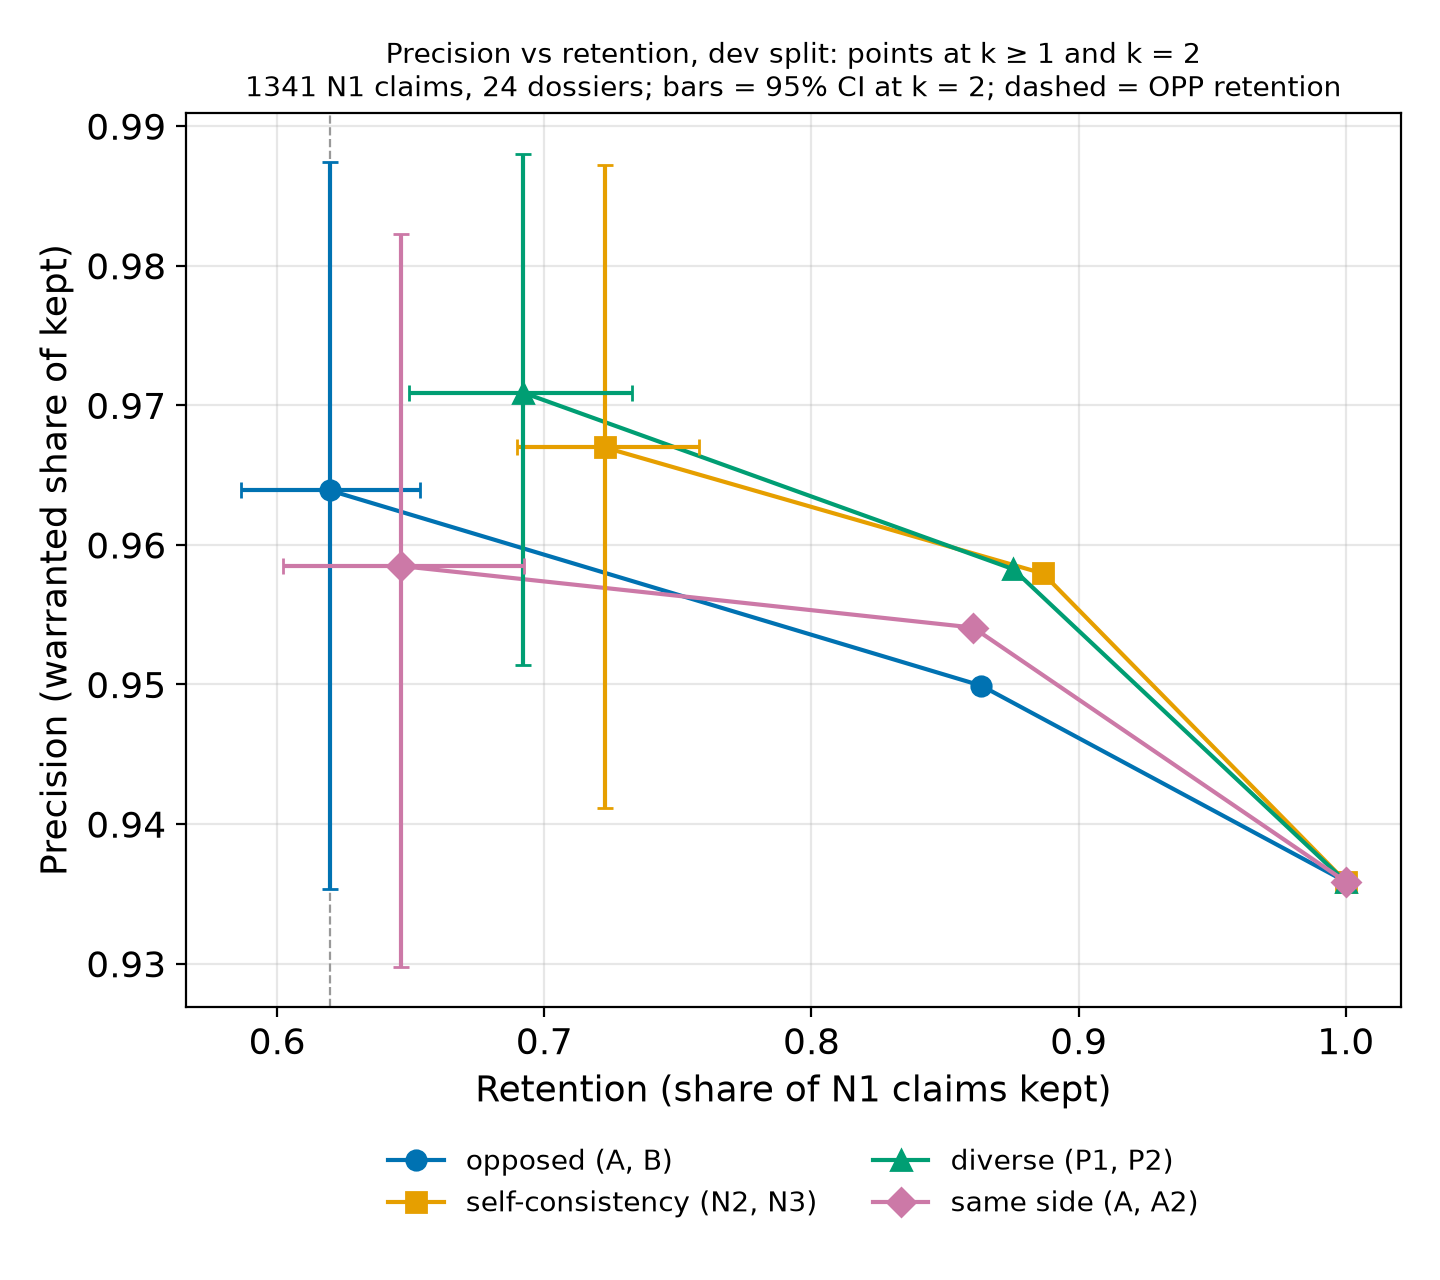 Precision vs retention, dev split: points at k ≥ 1 and k = 2
1341 N1 claims, 24 dossiers; bars = 95% CI at k = 2; dashed = OPP retention
Precision (warranted share of kept)
0.99
0.98
0.97
0.96
0.95
0.94
0.93
0.6 0.7 0.8 0.9 1.0
Retention (share of N1 claims kept)
opposed (A, B)
self-consistency (N2, N3)
diverse (P1, P2)
same side (A, A2)